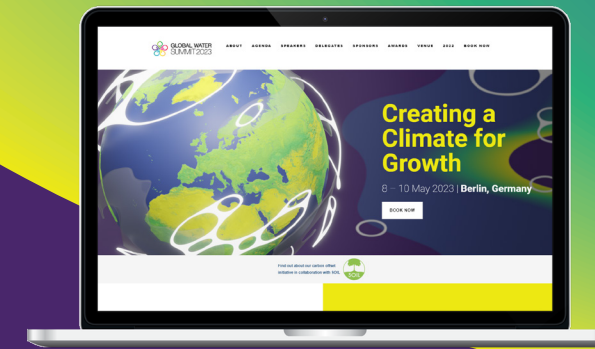 GLOBAL WATER
SUMMIT 2023
ABOUT AGENDA SPEAKERS DELEGATES SPONSORS AWARDS VENUE 2022 BOOK NOW
Creating a
Climate for
Growth
8 – 10 May 2023 | Berlin, Germany
BOOK NOW
Find out about our carbon offset
initiative in collaboration with SOIL
SOIL